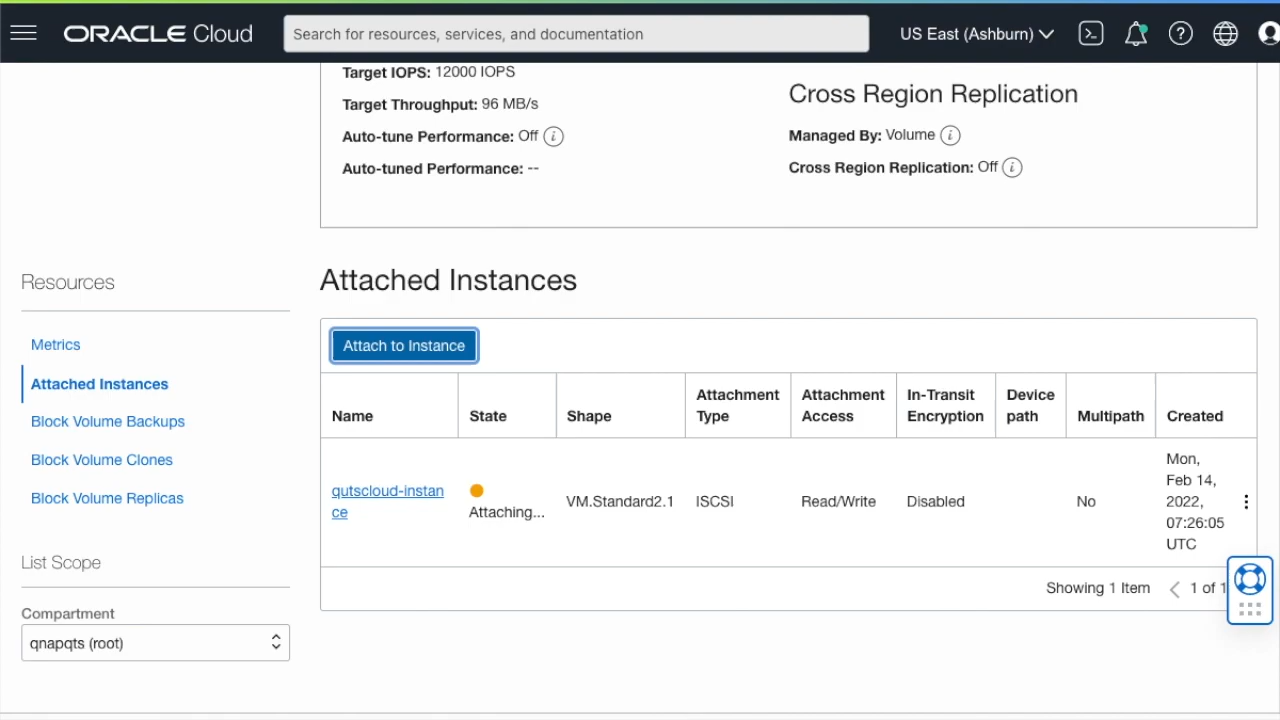 ORACLE Cloud
Search for resources, services, and documentation
US East (Ashburn)
Target IOPS: 12000 IOPS
Target Throughput: 96 MB/s
Auto-tune Performance: Off
Auto-tuned Performance: --
Cross Region Replication
Managed By: Volume
Cross Region Replication: Off
Resources
Metrics
Attached Instances
Block Volume Backups
Block Volume Clones
Block Volume Replicas
List Scope
Compartment
qnapqts (root)
Attached Instances
Attach to Instance
Name
State
Shape
Attachment
Type
Attachment
Access
In-Transit
Encryption
Device
path
Multipath
Created
qutscloud-instan
ce
Attaching...
VM.Standard2.1
ISCSI
Read/Write
Disabled
No
Mon,
Feb 14,
2022,
07:26:05
UTC
Showing 1 Item
1 of 1